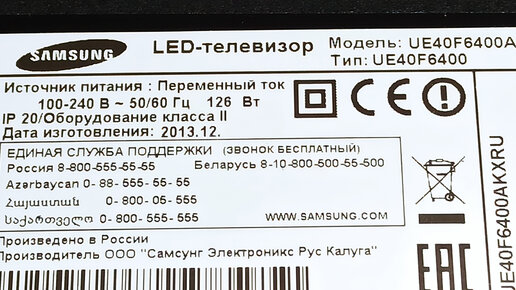 SAMSUNG
LED-телевизор
Модель: UE40F6400A
Тип: UE40F6400
Источник питания : Переменный ток
100-240 В ~ 50/60 Гц 126 Вт
IP 20/Оборудование класса II
Дата изготовления: 2013.12.
ЕДИНАЯ СЛУЖБА ПОДДЕРЖКИ (ЗВОНОК БЕСПЛАТНЫЙ)
Россия 8-800-555-55-55 Беларусь 8-10-800-500-55-500
Azerbaycan 0- 88- 555- 55- 55
Հայաստան 0- 800- 05- 555
საქართველო 0- 800- 555- 555
WWW.SAMSUNG.COM
Произведено в России
Производитель ООО "Самсунг Электроникс Рус Калуга"
CE
EAC
UE40F6400AKXRU